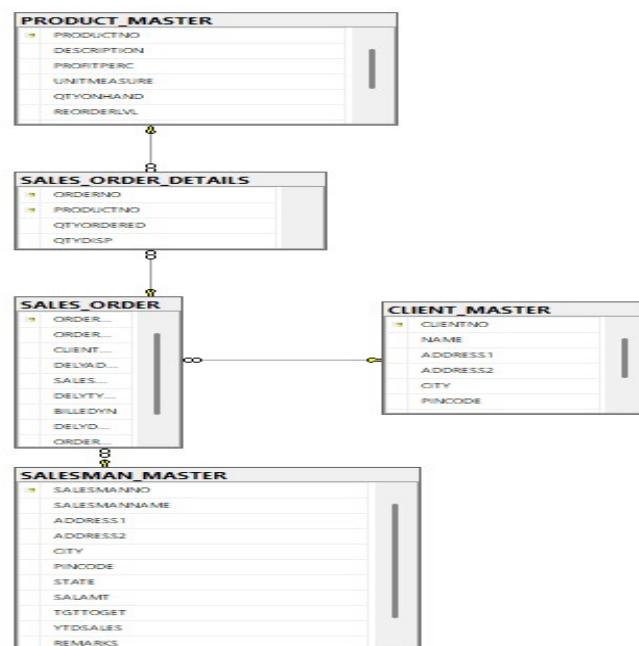 PRODUCT_MASTER
PRODUCTNO
DESCRIPTION
PROFITPERC
UNITMEASURE
QTYONHAND
REORDERLVL
SALES_ORDER_DETAILS
ORDERNO
PRODUCTNO
QTYORDERED
QTYDISP
SALES_ORDER
ORDER...
ORDER...
CLIENT...
DELYAD...
SALES...
DELYTY...
BILLEDYN
DELYD...
ORDER...
CLIENT_MASTER
CLIENTNO
NAME
ADDRESS1
ADDRESS2
CITY
PINCODE
SALESMAN_MASTER
SALESMANNO
SALESMANNAME
ADDRESS1
ADDRESS2
CITY
PINCODE
STATE
SALAMT
TGTTOGET
YTDSALES
REMARKS